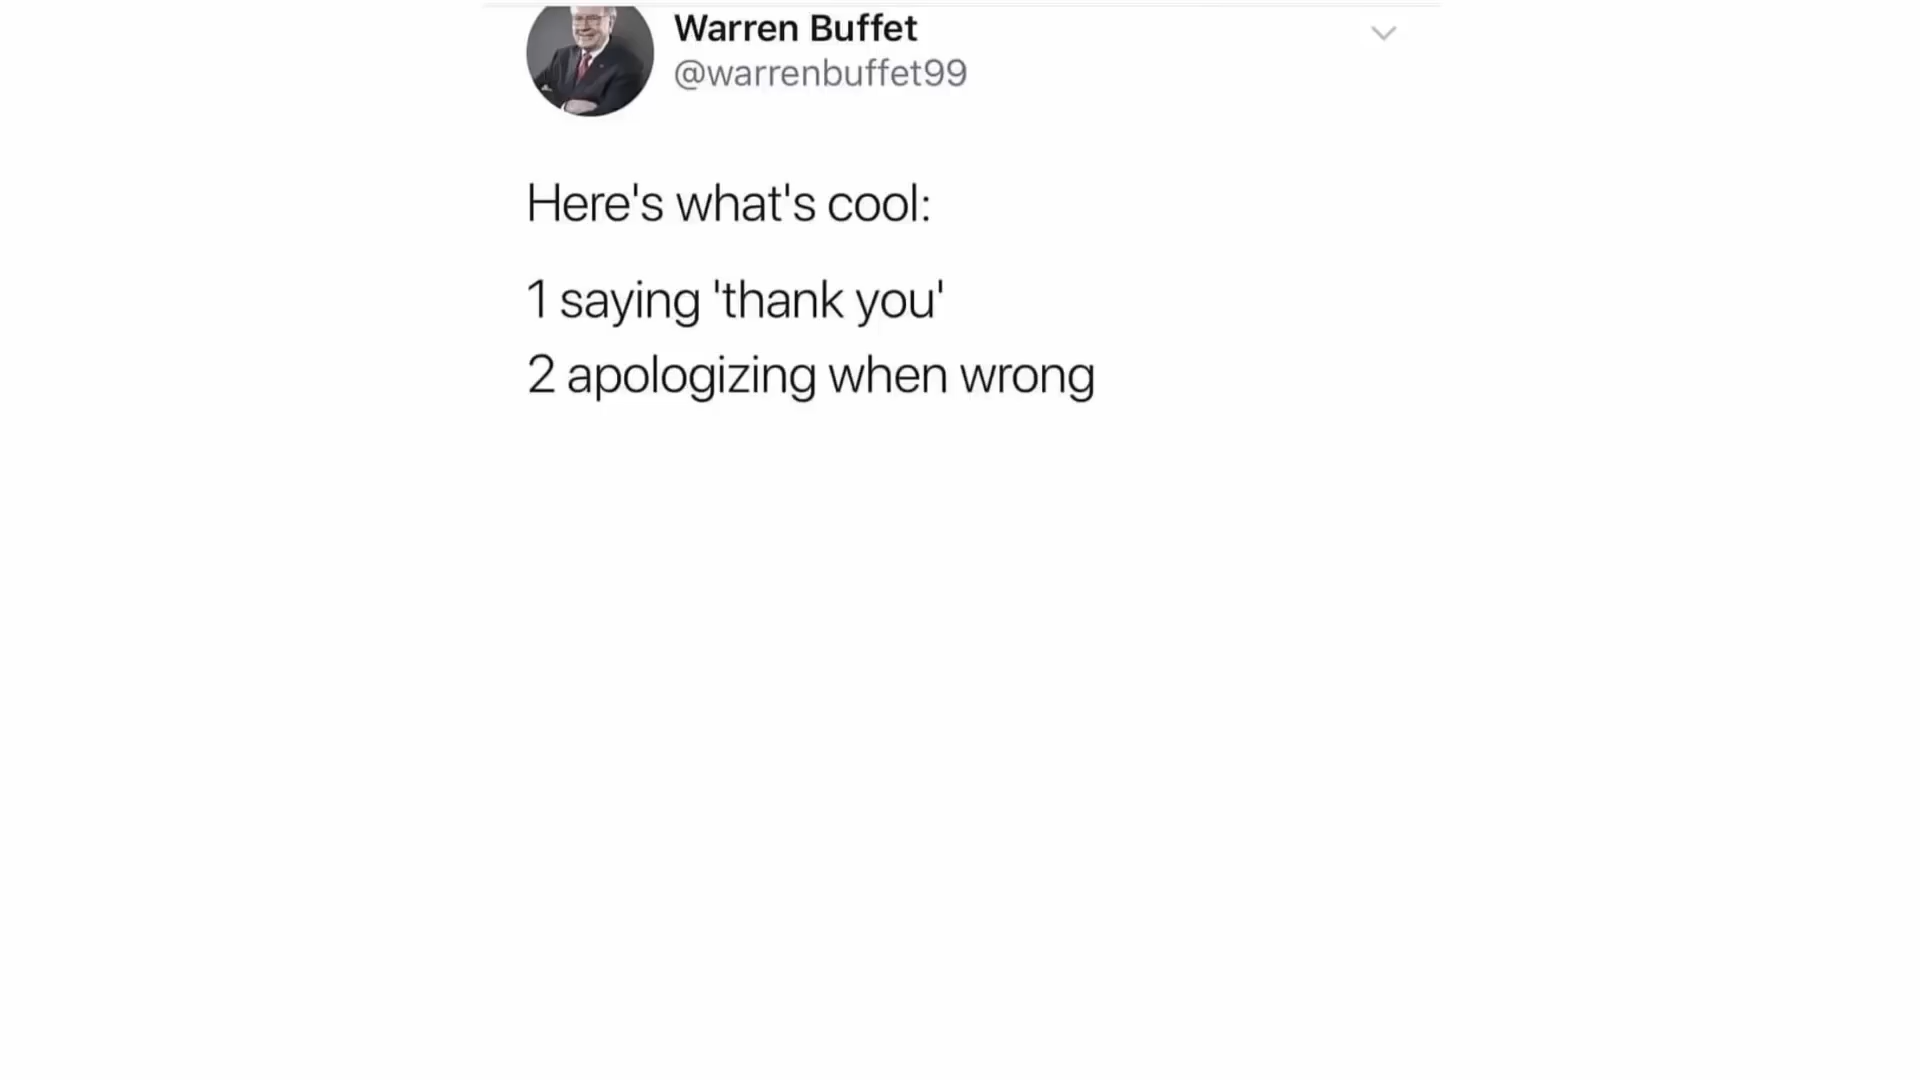 Warren Buffet
@warrenbuffet99
Here's what's cool:
1 saying 'thank you'
2 apologizing when wrong